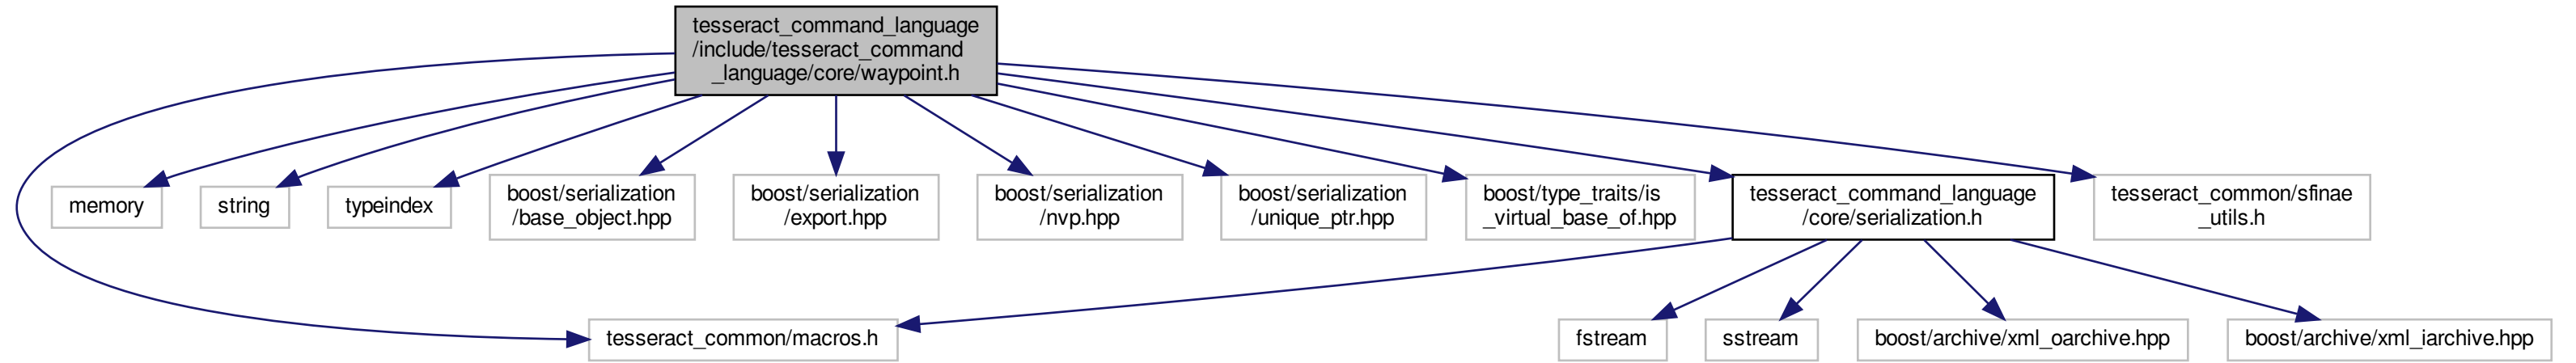 tesseract_command_language
/include/tesseract_command
_language/core/waypoint.h
memory
string
typeindex
boost/serialization
/base_object.hpp
boost/serialization
/export.hpp
boost/serialization
/nvp.hpp
boost/serialization
/unique_ptr.hpp
boost/type_traits/is
_virtual_base_of.hpp
tesseract_command_language
/core/serialization.h
tesseract_common/sfinae
_utils.h
tesseract_common/macros.h
fstream
sstream
boost/archive/xml_oarchive.hpp
boost/archive/xml_iarchive.hpp